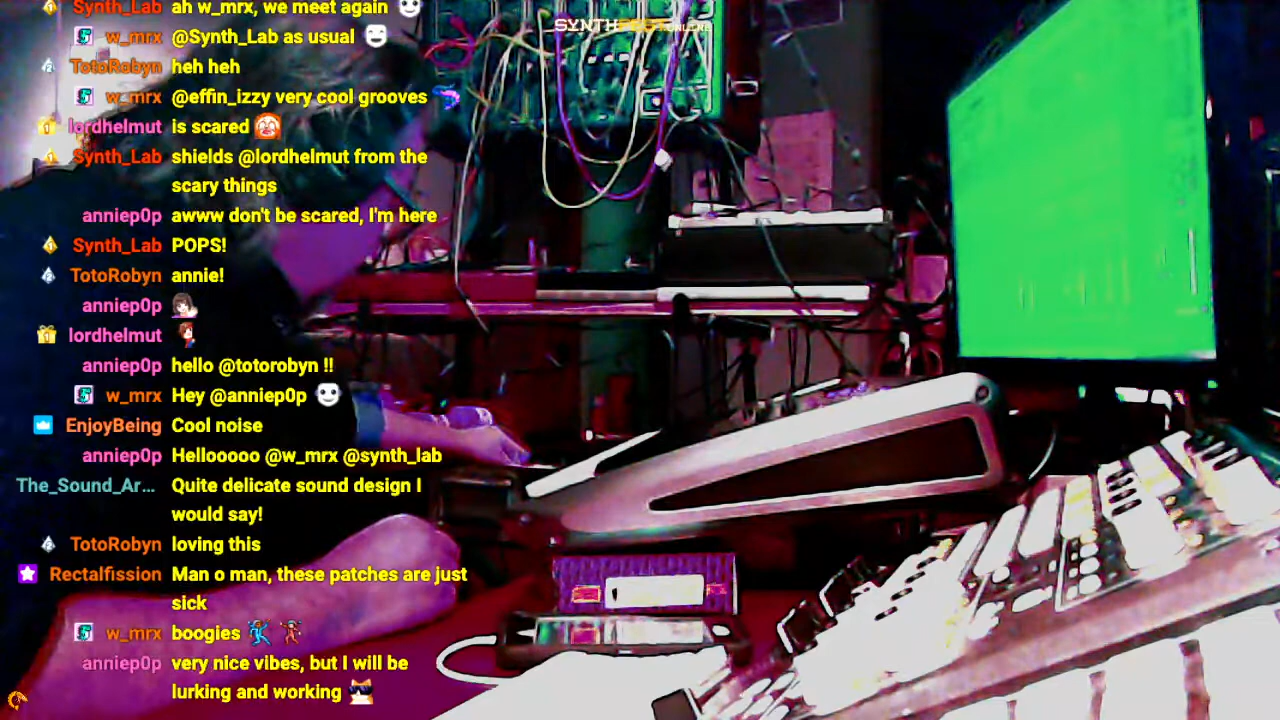 SYNTH
.ONLINE
Synth_Lab ah w_mrx, we meet again
w_mrx @Synth_Lab as usual
TotoRobyn heh heh
w_mrx @effin_izzy very cool grooves
lordhelmut is scared
Synth_Lab shields @lordhelmut from the
scary things
anniep0p awww don't be scared, I'm here
Synth_Lab POPS!
TotoRobyn annie!
anniep0p
lordhelmut
anniep0p hello @totorobyn !!
w_mrx Hey @anniep0p
EnjoyBeing Cool noise
anniep0p Hellooooo @w_mrx @synth_lab
The_Sound_Ar... Quite delicate sound design I
would say!
TotoRobyn loving this
Rectalfission Man o man, these patches are just
sick
w_mrx boogies
anniep0p very nice vibes, but I will be
lurking and working